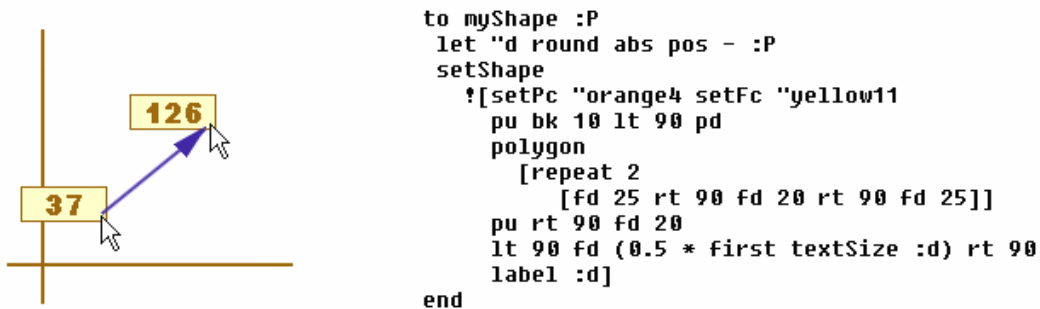 126
37
to myShape :P
let "d round abs pos - :P
setShape
![setPc "orange4 setFc "yellow11
pu bk 10 lt 90 pd
polygon
[repeat 2
[fd 25 rt 90 fd 20 rt 90 fd 25]]
pu rt 90 fd 20
lt 90 fd (0.5 * first textSize :d) rt 90
label :d]
end